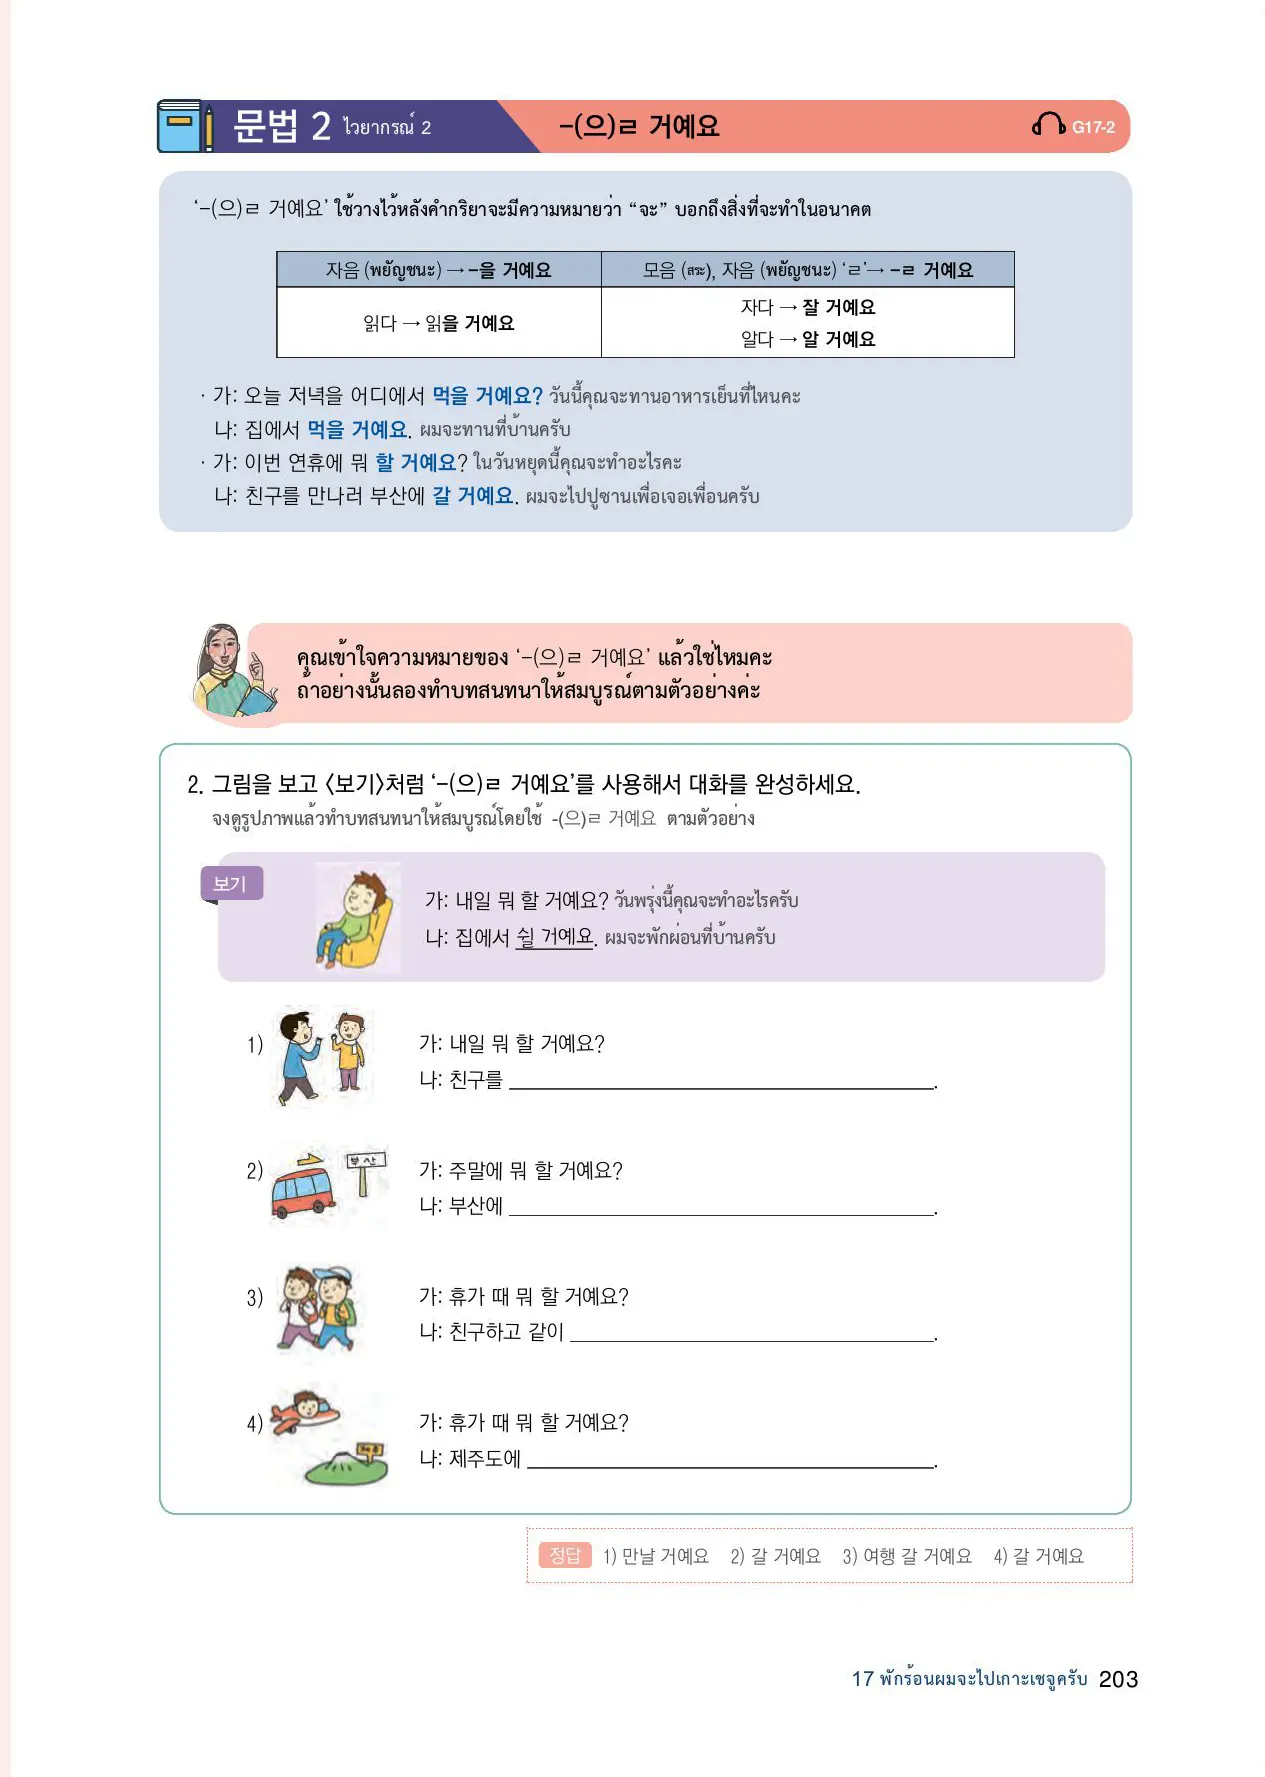 문법 2 ไวยากรณ์ 2 -(으)ㄹ 거예요 G17-2
‘-(으)ㄹ 거예요’ ใช้วางไว้หลังคำกริยาจะมีความหมายว่า “จะ” บอกถึงสิ่งที่จะทำในอนาคต
자음 (พยัญชนะ) → -을 거예요 모음 (สระ), 자음 (พยัญชนะ) ‘ㄹ’→ -ㄹ 거예요
읽다 → 읽을 거예요
자다 → 잘 거예요
알다 → 알 거예요
· 가: 오늘 저녁을 어디에서 먹을 거예요? วันนี้คุณจะทานอาหารเย็นที่ไหนคะ
나: 집에서 먹을 거예요. ผมจะทานที่บ้านครับ
· 가: 이번 연휴에 뭐 할 거예요? ในวันหยุดนี้คุณจะทำอะไรคะ
나: 친구를 만나러 부산에 갈 거예요. ผมจะไปปูซานเพื่อเจอเพื่อนครับ
คุณเข้าใจความหมายของ ‘-(으)ㄹ 거예요’ แล้วใช่ไหมคะ
ถ้าอย่างนั้นลองทำบทสนทนาให้สมบูรณ์ตามตัวอย่างค่ะ
2. 그림을 보고 <보기>처럼 ‘-(으)ㄹ 거예요’를 사용해서 대화를 완성하세요.
จงดูรูปภาพแล้วทำบทสนทนาให้สมบูรณ์โดยใช้ -(으)ㄹ 거예요 ตามตัวอย่าง
보기
가: 내일 뭐 할 거예요? วันพรุ่งนี้คุณจะทำอะไรครับ
나: 집에서 쉴 거예요. ผมจะพักผ่อนที่บ้านครับ
1) 가: 내일 뭐 할 거예요?
나: 친구를 ____________________.
2) 부산 가: 주말에 뭐 할 거예요?
나: 부산에 ____________________.
3) 가: 휴가 때 뭐 할 거예요?
나: 친구하고 같이 ____________________.
4) 가: 휴가 때 뭐 할 거예요?
나: 제주도에 ____________________.
정답 1) 만날 거예요 2) 갈 거예요 3) 여행 갈 거예요 4) 갈 거예요
17 พักร้อนผมจะไปเกาะเชจูครับ 203